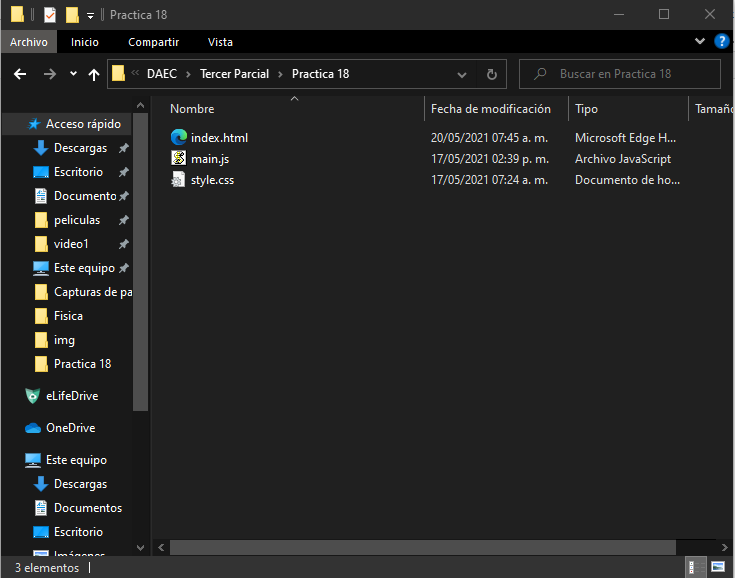 Practica 18
Archivo Inicio Compartir Vista
« DAEC > Tercer Parcial > Practica 18 Buscar en Practica 18
Nombre Fecha de modificación Tipo Tamaño
index.html 20/05/2021 07:45 a. m. Microsoft Edge H...
main.js 17/05/2021 02:39 p. m. Archivo JavaScript
style.css 17/05/2021 07:24 a. m. Documento de ho...
Acceso rápido
Descargas
Escritorio
Documento
peliculas
video1
Este equipo
Capturas de pa
Fisica
img
Practica 18
eLifeDrive
OneDrive
Este equipo
Descargas
Documentos
Escritorio
Imágenes
3 elementos